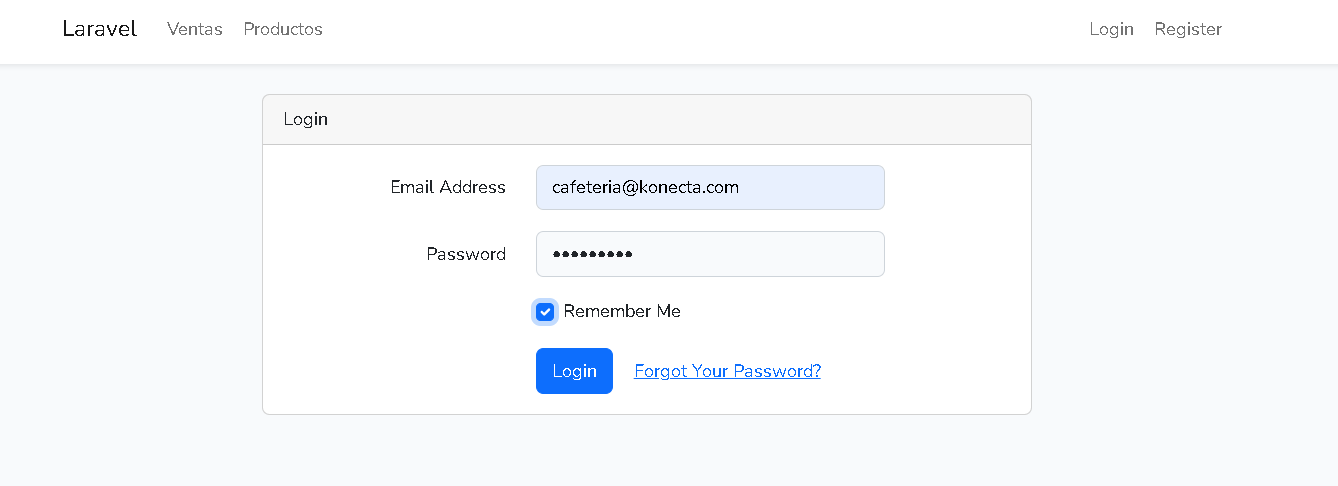 Laravel Ventas Productos Login Register
Login
Email Address cafeteria@konecta.com
Password •••••••••
Remember Me
Login Forgot Your Password?